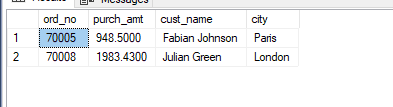 Messages
ord_no purch_amt cust_name city
1 70005 948.5000 Fabian Johnson Paris
2 70008 1983.4300 Julian Green London